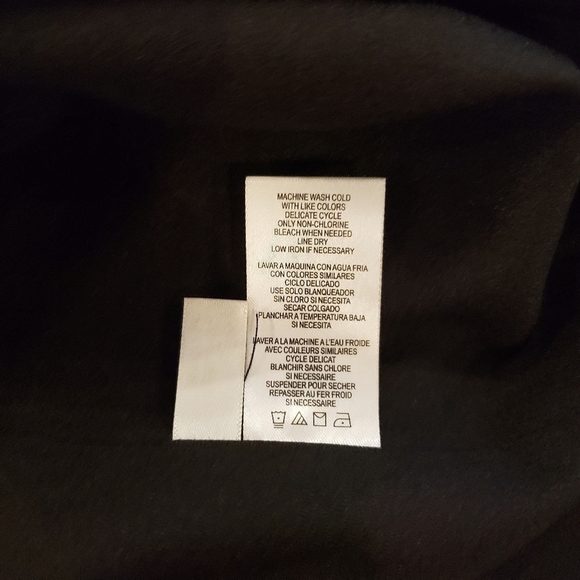 MACHINE WASH COLD
WITH LIKE COLORS
DELICATE CYCLE
ONLY NON-CHLORINE
BLEACH WHEN NEEDED
LINE DRY
LOW IRON IF NECESSARY
LAVAR A MAQUINA CON AGUA FRIA
CON COLORES SIMILARES
CICLO DELICADO
USE SOLO BLANQUEADOR
SIN CLORO SI NECESITA
SECAR COLGADO
PLANCHAR A TEMPERATURA BAJA
SI NECESITA
LAVER A LA MACHINE A L'EAU FROIDE
AVEC COULEURS SIMILAIRES
CYCLE DELICAT
BLANCHIR SANS CHLORE
SI NECESSAIRE
SUSPENDER POUR SECHER
REPASSER AU FER FROID
SI NECESSAIRE